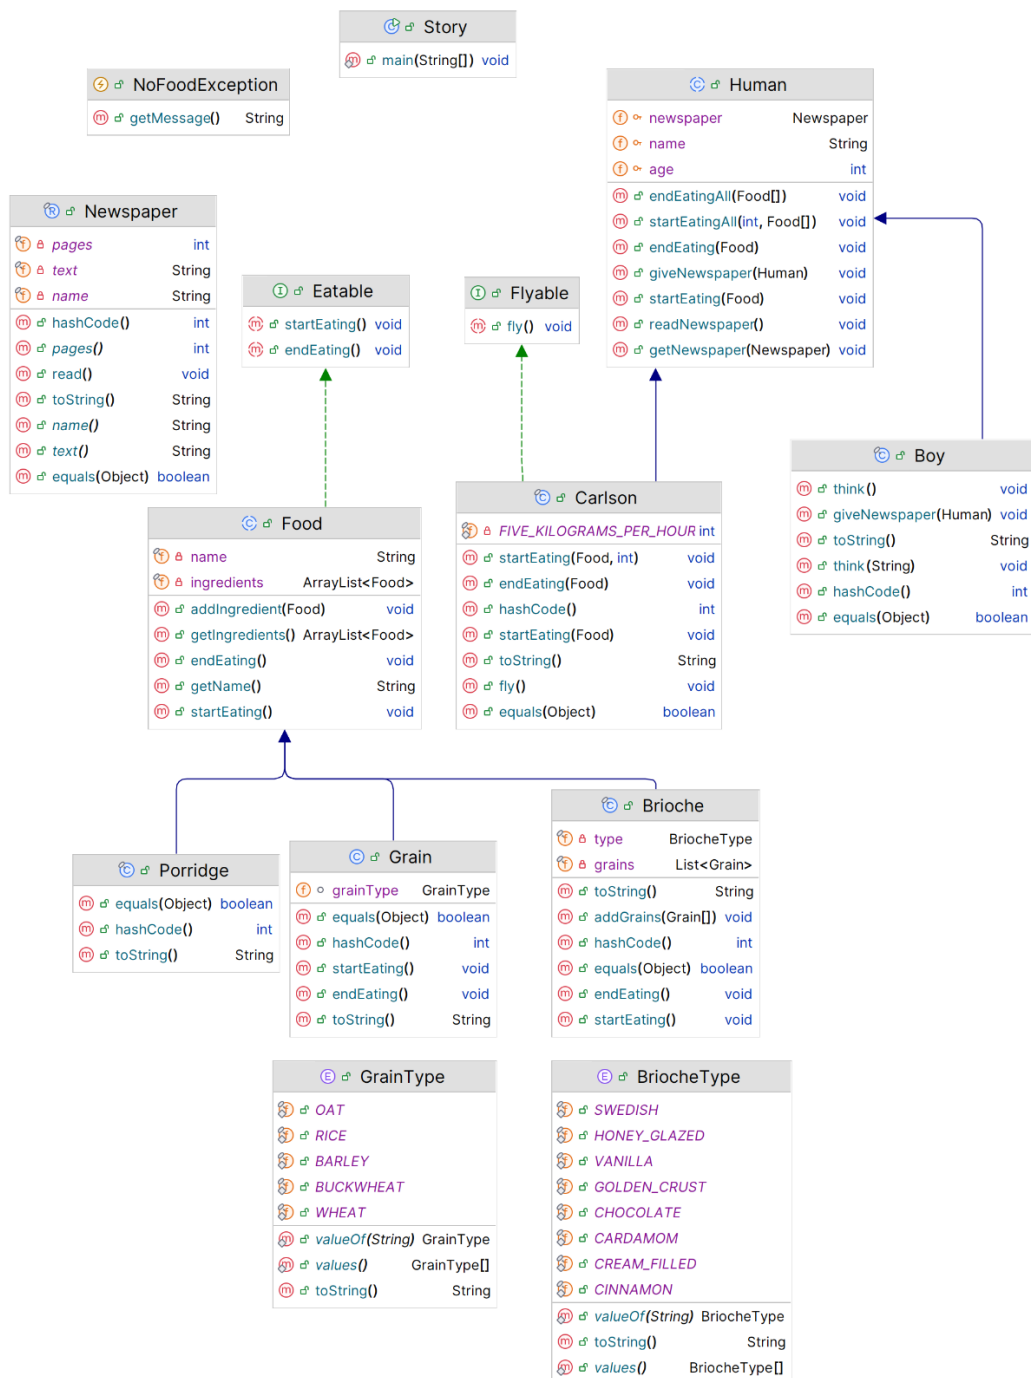 Story
main(String[]) void
NoFoodException
getMessage() String
Human
newspaper Newspaper
name String
age int
endEatingAll(Food[]) void
startEatingAll(int, Food[]) void
endEating(Food) void
giveNewspaper(Human) void
startEating(Food) void
readNewspaper() void
getNewspaper(Newspaper) void
Newspaper
pages int
text String
name String
hashCode() int
pages() int
read() void
toString() String
name() String
text() String
equals(Object) boolean
Eatable
startEating() void
endEating() void
Flyable
fly() void
Boy
think() void
giveNewspaper(Human) void
toString() String
think(String) void
hashCode() int
equals(Object) boolean
Food
name String
ingredients ArrayList<Food>
addIngredient(Food) void
getIngredients() ArrayList<Food>
endEating() void
getName() String
startEating() void
Carlson
FIVE_KILOGRAMS_PER_HOUR int
startEating(Food, int) void
endEating(Food) void
hashCode() int
startEating(Food) void
toString() String
fly() void
equals(Object) boolean
Porridge
equals(Object) boolean
hashCode() int
toString() String
Grain
grainType GrainType
equals(Object) boolean
hashCode() int
startEating() void
endEating() void
toString() String
Brioche
type BriocheType
grains List<Grain>
toString() String
addGrains(Grain[]) void
hashCode() int
equals(Object) boolean
endEating() void
startEating() void
GrainType
OAT
RICE
BARLEY
BUCKWHEAT
WHEAT
valueOf(String) GrainType
values() GrainType[]
toString() String
BriocheType
SWEDISH
HONEY_GLAZED
VANILLA
GOLDEN_CRUST
CHOCOLATE
CARDAMOM
CREAM_FILLED
CINNAMON
valueOf(String) BriocheType
toString() String
values() BriocheType[]